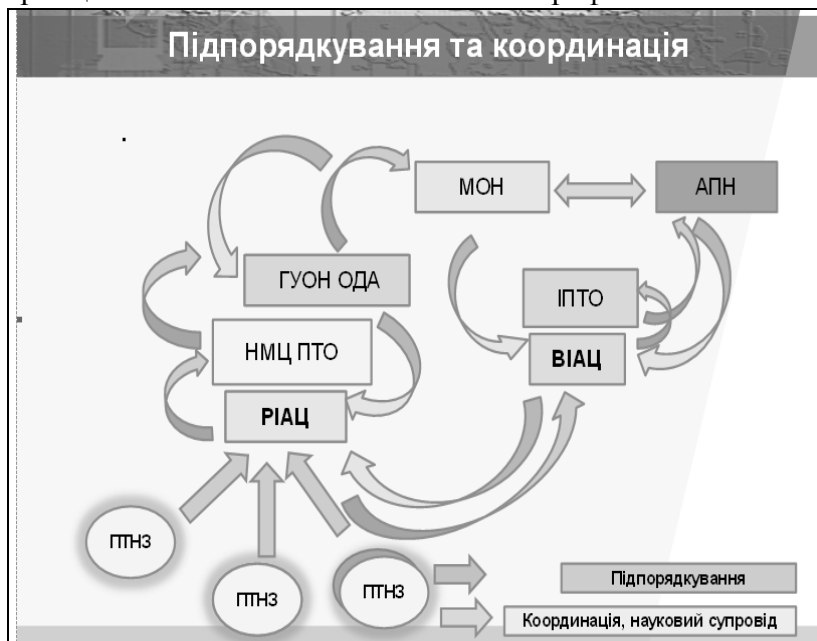 Підпорядкування та координація
МОН
АПН
ГУОН ОДА
ІПТО
НМЦ ПТО
ВІАЦ
РІАЦ
ПТНЗ
ПТНЗ
ПТНЗ
Підпорядкування
Координація, науковий супровід